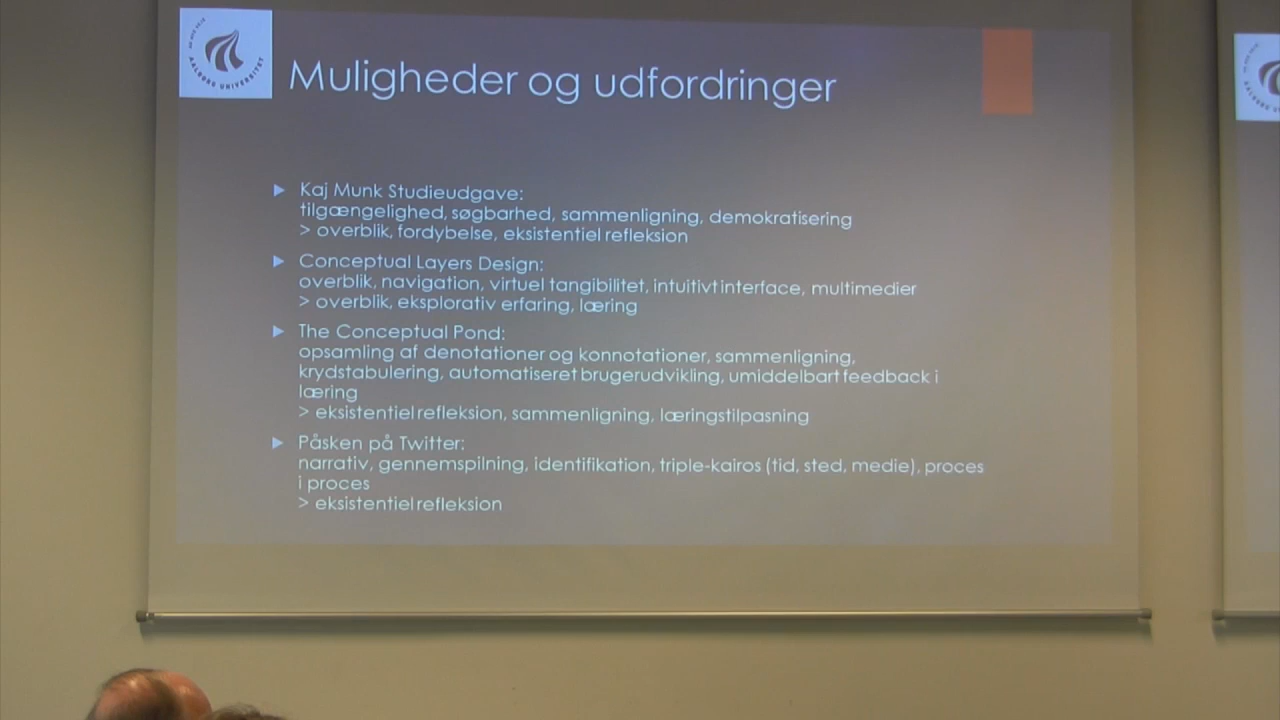 AALBORG UNIVERSITET
Muligheder og udfordringer
Kaj Munk Studieudgave:
tilgængelighed, søgbarhed, sammenligning, demokratisering
> overblik, fordybelse, eksistentiel refleksion
Conceptual Layers Design:
overblik, navigation, virtuel tangibilitet, intuitivt interface, multimedier
> overblik, eksplorativ erfaring, læring
The Conceptual Pond:
opsamling af denotationer og konnotationer, sammenligning,
krydstabulering, automatiseret brugerudvikling, umiddelbart feedback i
læring
> eksistentiel refleksion, sammenligning, læringstilpasning
Påsken på Twitter:
narrativ, gennemspilning, identifikation, triple-kairos (tid, sted, medie), proces
i proces
> eksistentiel refleksion